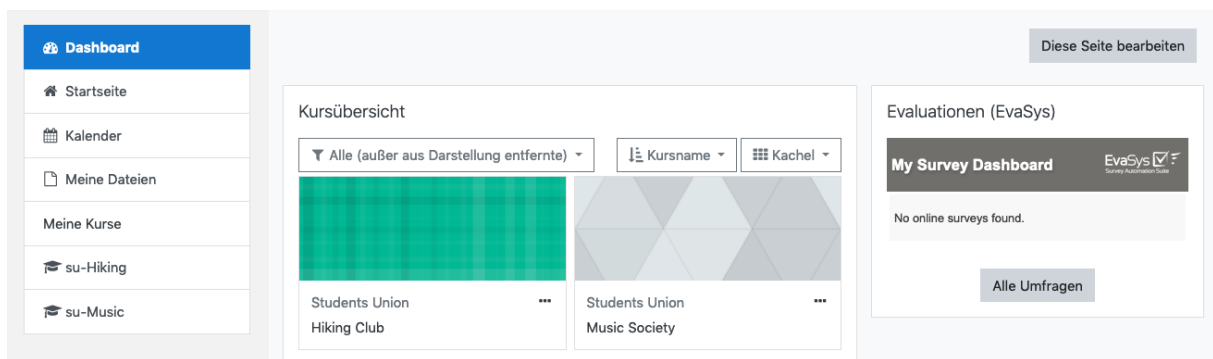 Dashboard
Startseite
Kalender
Meine Dateien
Meine Kurse
su-Hiking
su-Music
Diese Seite bearbeiten
Kursübersicht
Alle (außer aus Darstellung entfernte)
Kursname
Kachel
Students Union
Hiking Club
Students Union
Music Society
Evaluationen (EvaSys)
My Survey Dashboard
EvaSys
Survey Automation Suite
No online surveys found.
Alle Umfragen